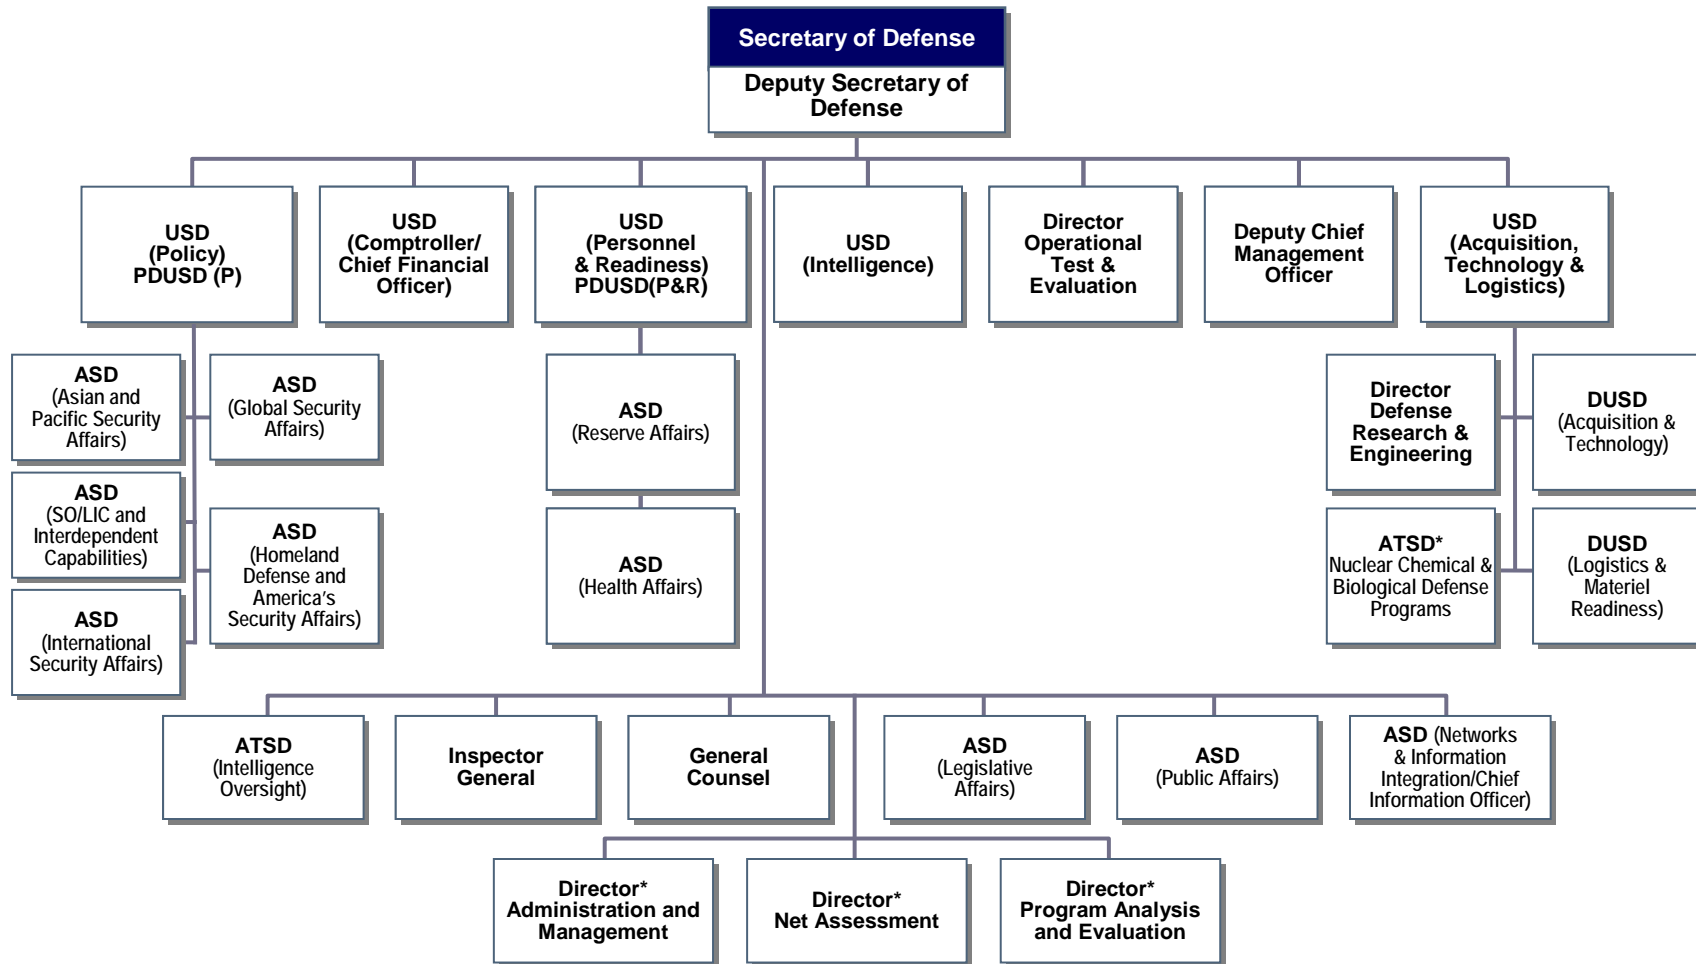 Secretary of Defense
Deputy Secretary of
Defense
USD
(Policy)
PDUSD (P)
USD
(Comptroller/
Chief Financial
Officer)
USD
(Personnel
& Readiness)
PDUSD(P&R)
USD
(Intelligence)
Director
Operational
Test &
Evaluation
Deputy Chief
Management
Officer
USD
(Acquisition,
Technology &
Logistics)
ASD
(Asian and
Pacific Security
Affairs)
ASD
(Global Security
Affairs)
ASD
(SO/LIC and
Interdependent
Capabilities)
ASD
(Homeland
Defense and
America's
Security Affairs)
ASD
(International
Security Affairs)
ASD
(Reserve Affairs)
ASD
(Health Affairs)
Director
Defense
Research &
Engineering
DUSD
(Acquisition &
Technology)
ATSD*
Nuclear Chemical &
Biological Defense
Programs
DUSD
(Logistics &
Materiel
Readiness)
ATSD
(Intelligence
Oversight)
Inspector
General
General
Counsel
ASD
(Legislative
Affairs)
ASD
(Public Affairs)
ASD (Networks
& Information
Integration/Chief
Information Officer)
Director*
Administration and
Management
Director*
Net Assessment
Director*
Program Analysis
and Evaluation